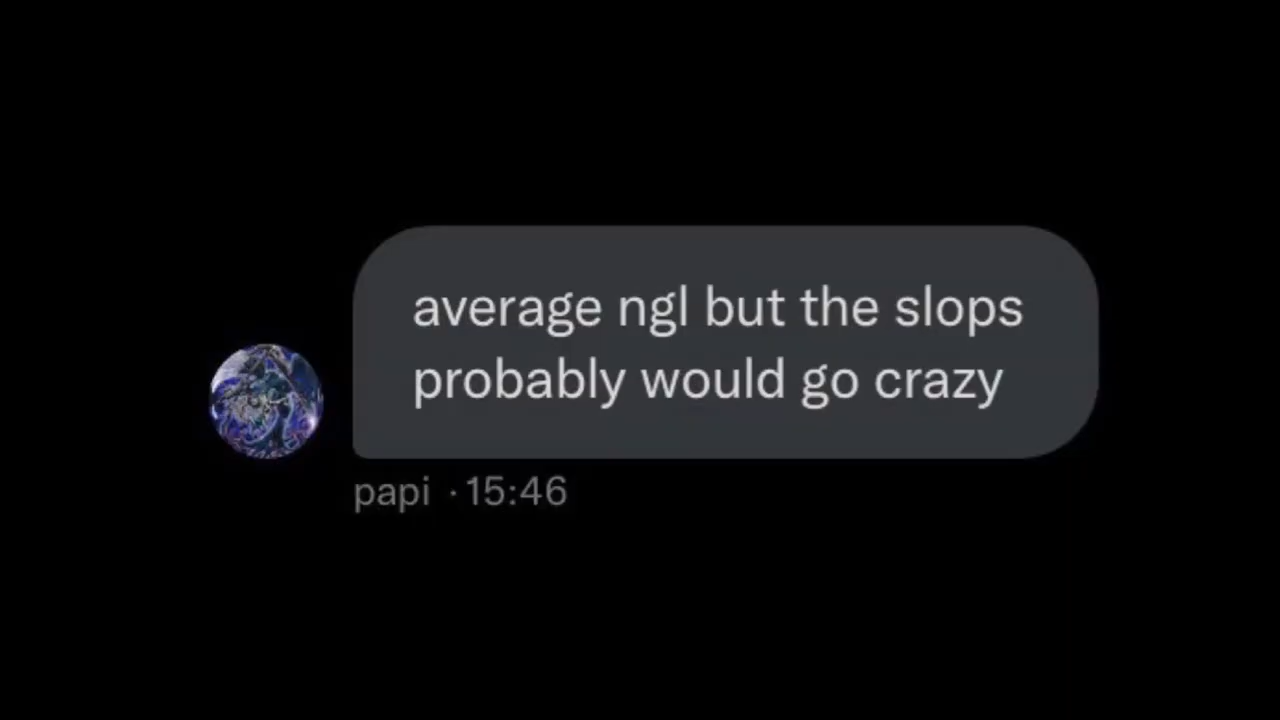 average ngl but the slops
probably would go crazy
papi · 15:46